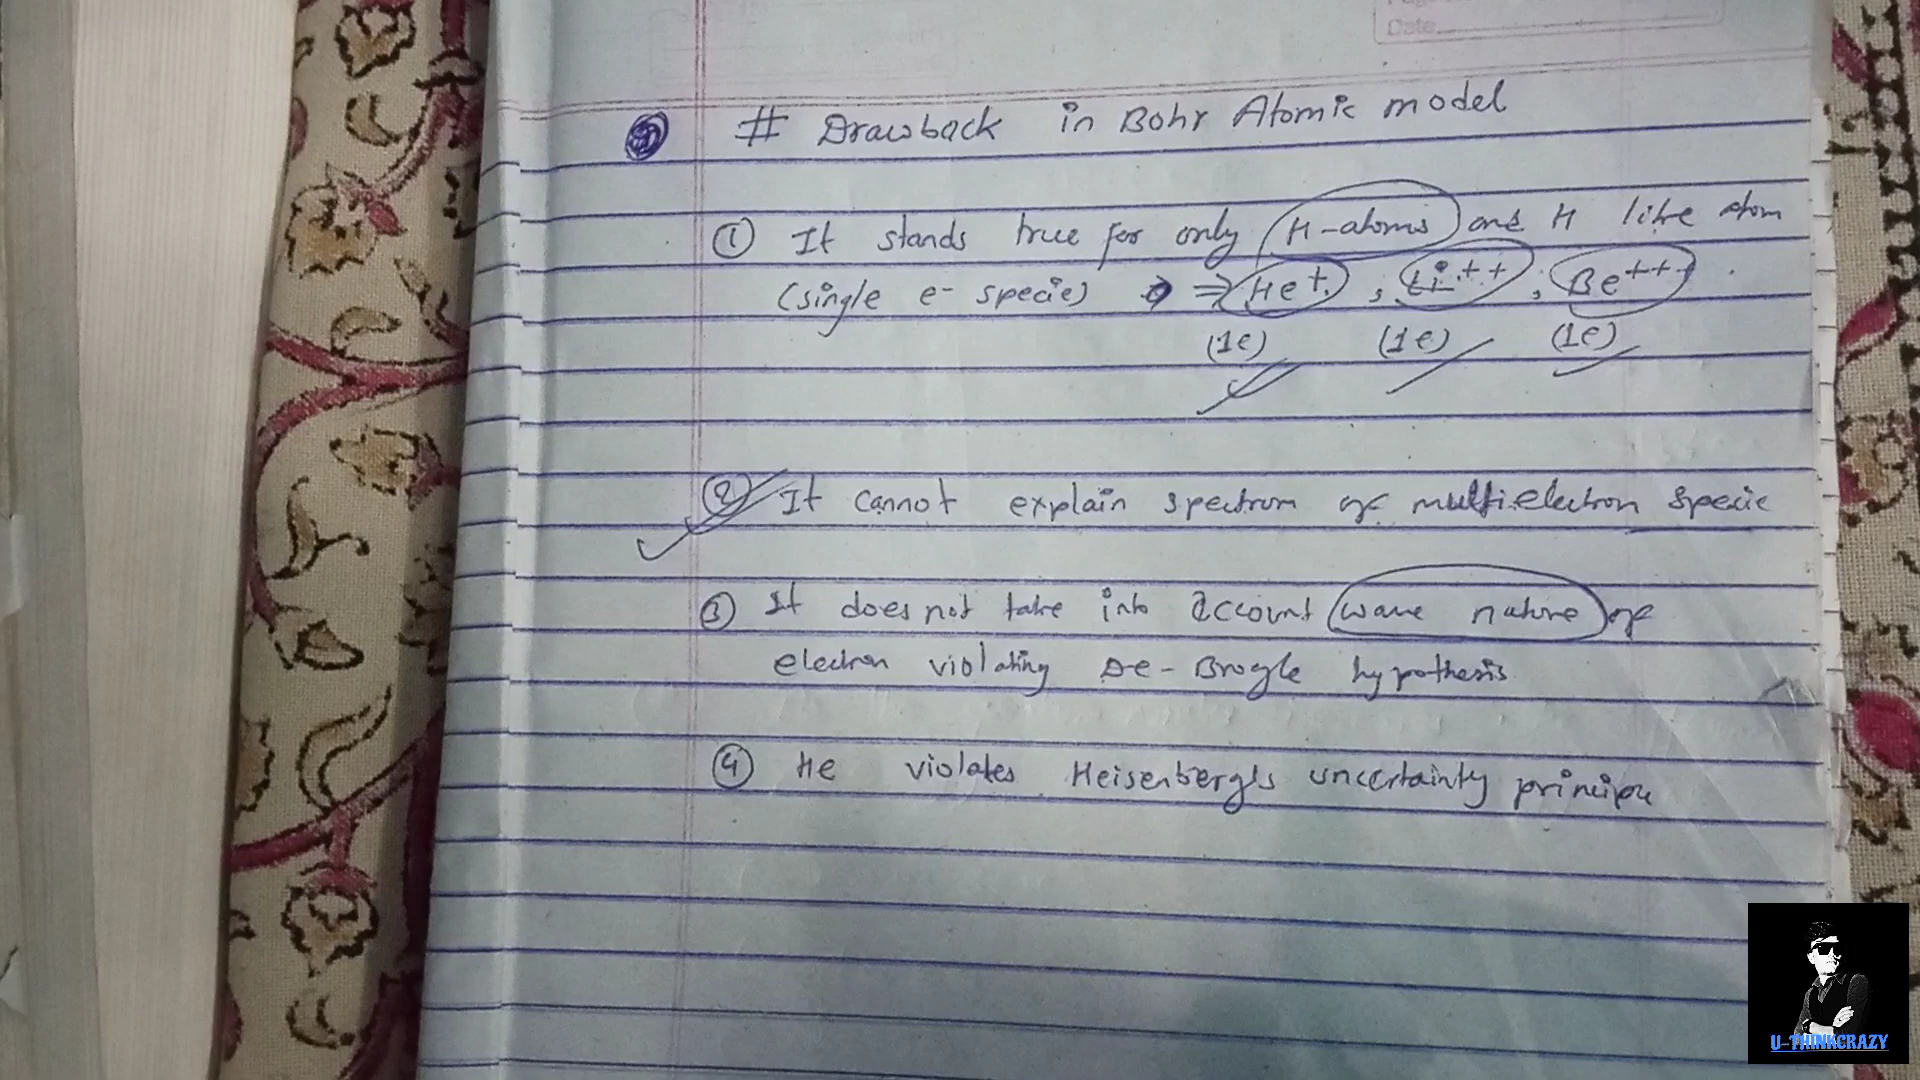 Date
# Drawback in Bohr Atomic model
① It stands true for only H-atoms and H like atom
(single e- specie) ⇒ He+, Li++, Be+++.
(1e) (1e) (1e)
② It cannot explain spectrum of multielectron specie
③ It does not take into account wave nature of
electron violating De-Brogle hypothesis
④ He violates Heisenberg's uncertainty principle
U-THINKCRAZY